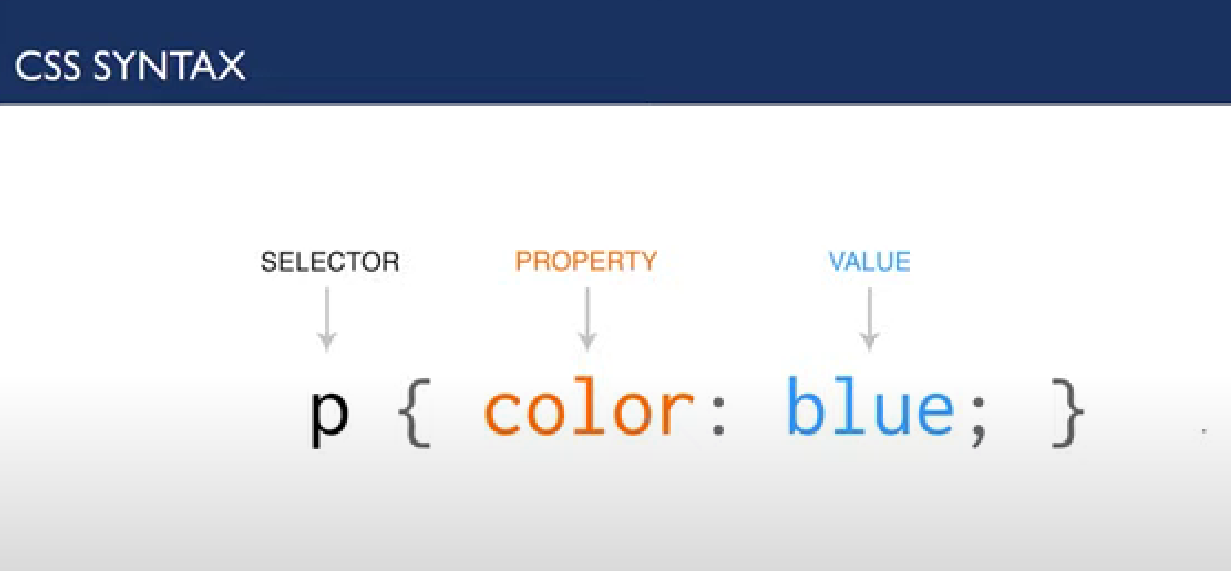 CSS SYNTAX
SELECTOR PROPERTY VALUE
p { color: blue; }